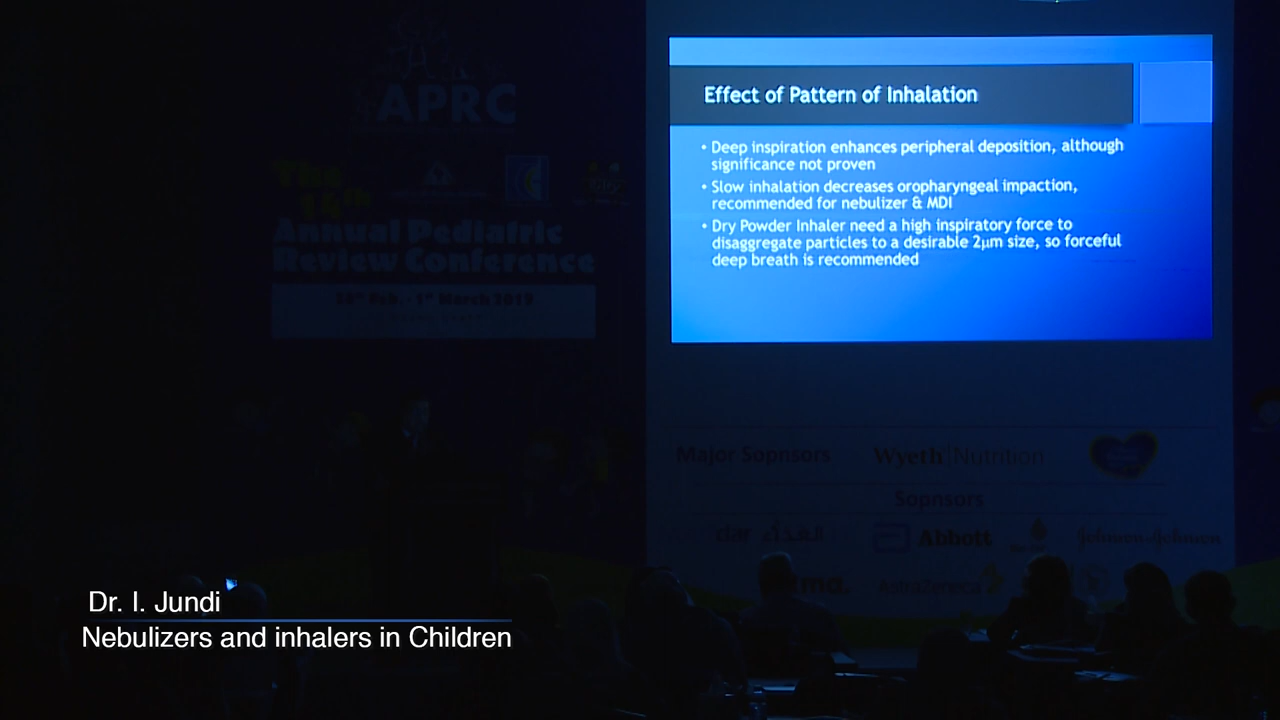 APRC
The
14th
Annual Pediatric
Review Conference
Effect of Pattern of Inhalation
• Deep inspiration enhances peripheral deposition, although
significance not proven
• Slow inhalation decreases oropharyngeal impaction,
recommended for nebulizer & MDI
• Dry Powder Inhaler need a high inspiratory force to
disaggregate particles to a desirable 2µm size, so forceful
deep breath is recommended
Major Sopnsors
Wyeth Nutrition
Sopnsors
Abbott
Johnson & Johnson
AstraZeneca
Dr. I. Jundi
Nebulizers and inhalers in Children